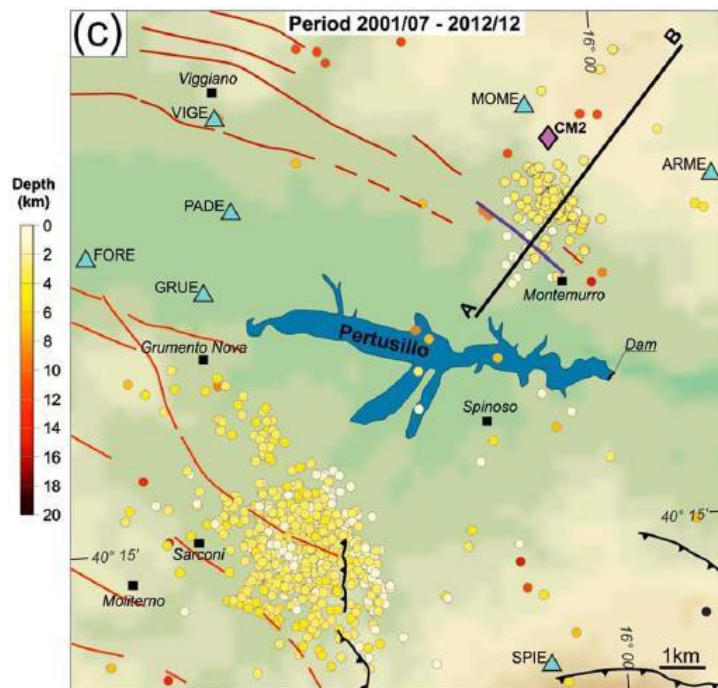 (c)
Period 2001/07 - 2012/12
16° 00'
B
Viggiano
VIGE
MOME
CM2
ARME
Depth
(km)
0
2
4
6
8
10
12
14
16
18
20
PADE
FORE
GRUE
A
Montemurro
Pertusillo
Dam
Grumento Nova
Spinoso
40° 15'
Sarconi
40° 15'
Moliterno
16° 00
SPIE
1km